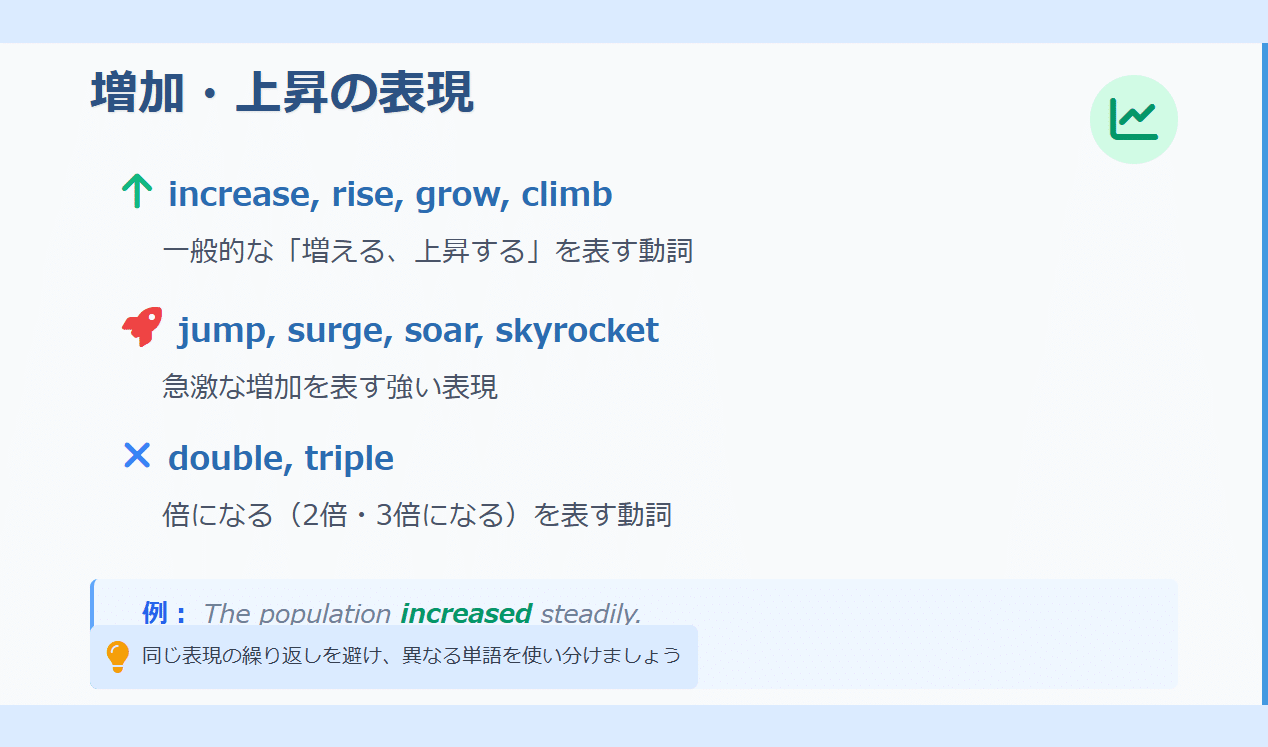 増加・上昇の表現
increase, rise, grow, climb
一般的な「増える、上昇する」を表す動詞
jump, surge, soar, skyrocket
急激な増加を表す強い表現
double, triple
倍になる（2倍・3倍になる）を表す動詞
例： The population increased steadily.
同じ表現の繰り返しを避け、異なる単語を使い分けましょう